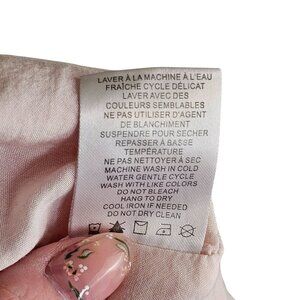 LAVER À LA MACHINE À L'EAU
FRAÎCHE CYCLE DÉLICAT
LAVER AVEC DES
COULEURS SEMBLABLES
NE PAS UTILISER D'AGENT
DE BLANCHIMENT
SUSPENDRE POUR SÉCHER
REPASSER À BASSE
TEMPÉRATURE
NE PAS NETTOYER À SEC
MACHINE WASH IN COLD
WATER GENTLE CYCLE
WASH WITH LIKE COLORS
DO NOT BLEACH
HANG TO DRY
COOL IRON IF NEEDED
DO NOT DRY CLEAN